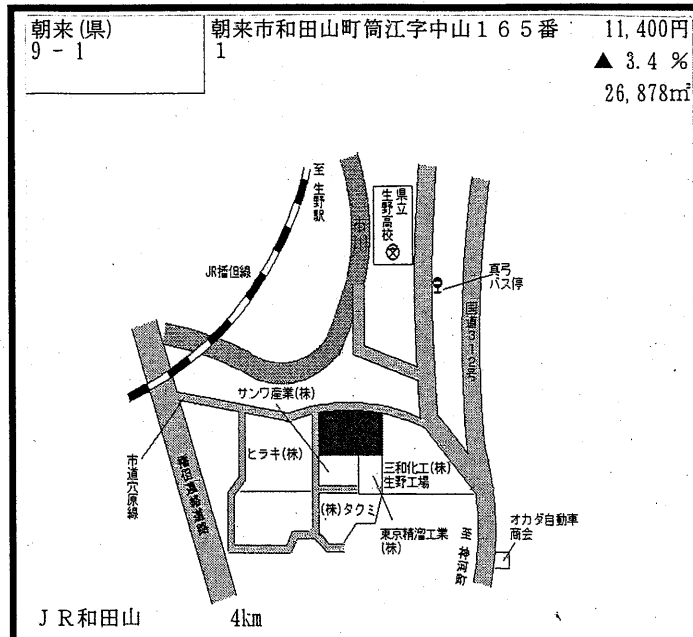 朝来(県)
9 - 1
朝来市和田山町筒江字中山165番
1
11,400円
▲ 3.4 %
26,878㎡
至 生野駅
JR播但線
市川
県立
生野高校
真弓
バス停
国道312号
サンワ産業(株)
ヒラキ(株)
三和化工(株)
生野工場
(株)タクミ
東京精溜工業
(株)
市道穴原線
播但連絡道路
至 神河町
オカダ自動車
商会
JR和田山 4km